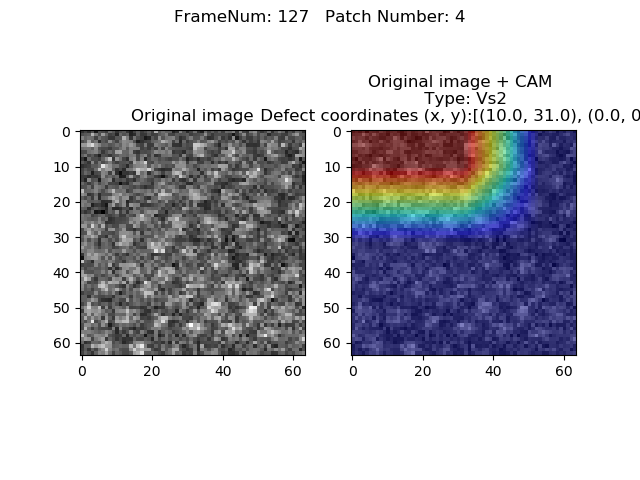 FrameNum: 127   Patch Number: 4
Original image + CAM
Type: Vs2
Original image
Defect coordinates (x, y):[(10.0, 31.0), (0.0, 0
0
10
20
30
40
50
60
0 20 40 60
0
10
20
30
40
50
60
0 20 40 60